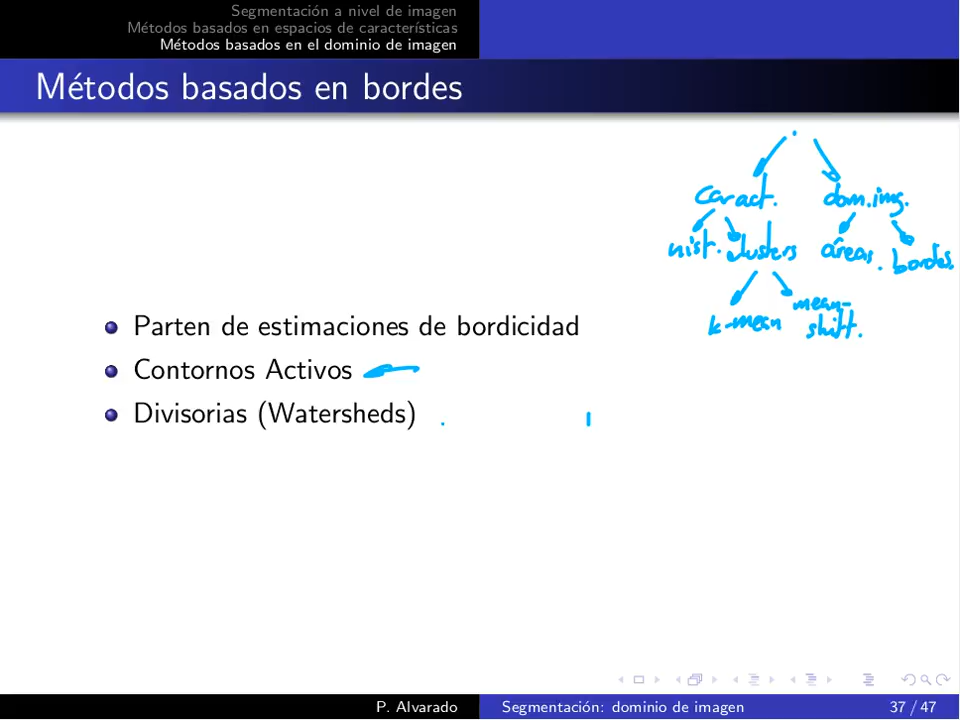 Segmentación a nivel de imagen
Métodos basados en espacios de características
Métodos basados en el dominio de imagen
Métodos basados en bordes
caract. dom.img.
hist. clusters áreas. bordes.
k-mean mean-shift.
Parten de estimaciones de bordicidad
Contornos Activos
Divisorias (Watersheds)
P. Alvarado Segmentación: dominio de imagen 37 / 47